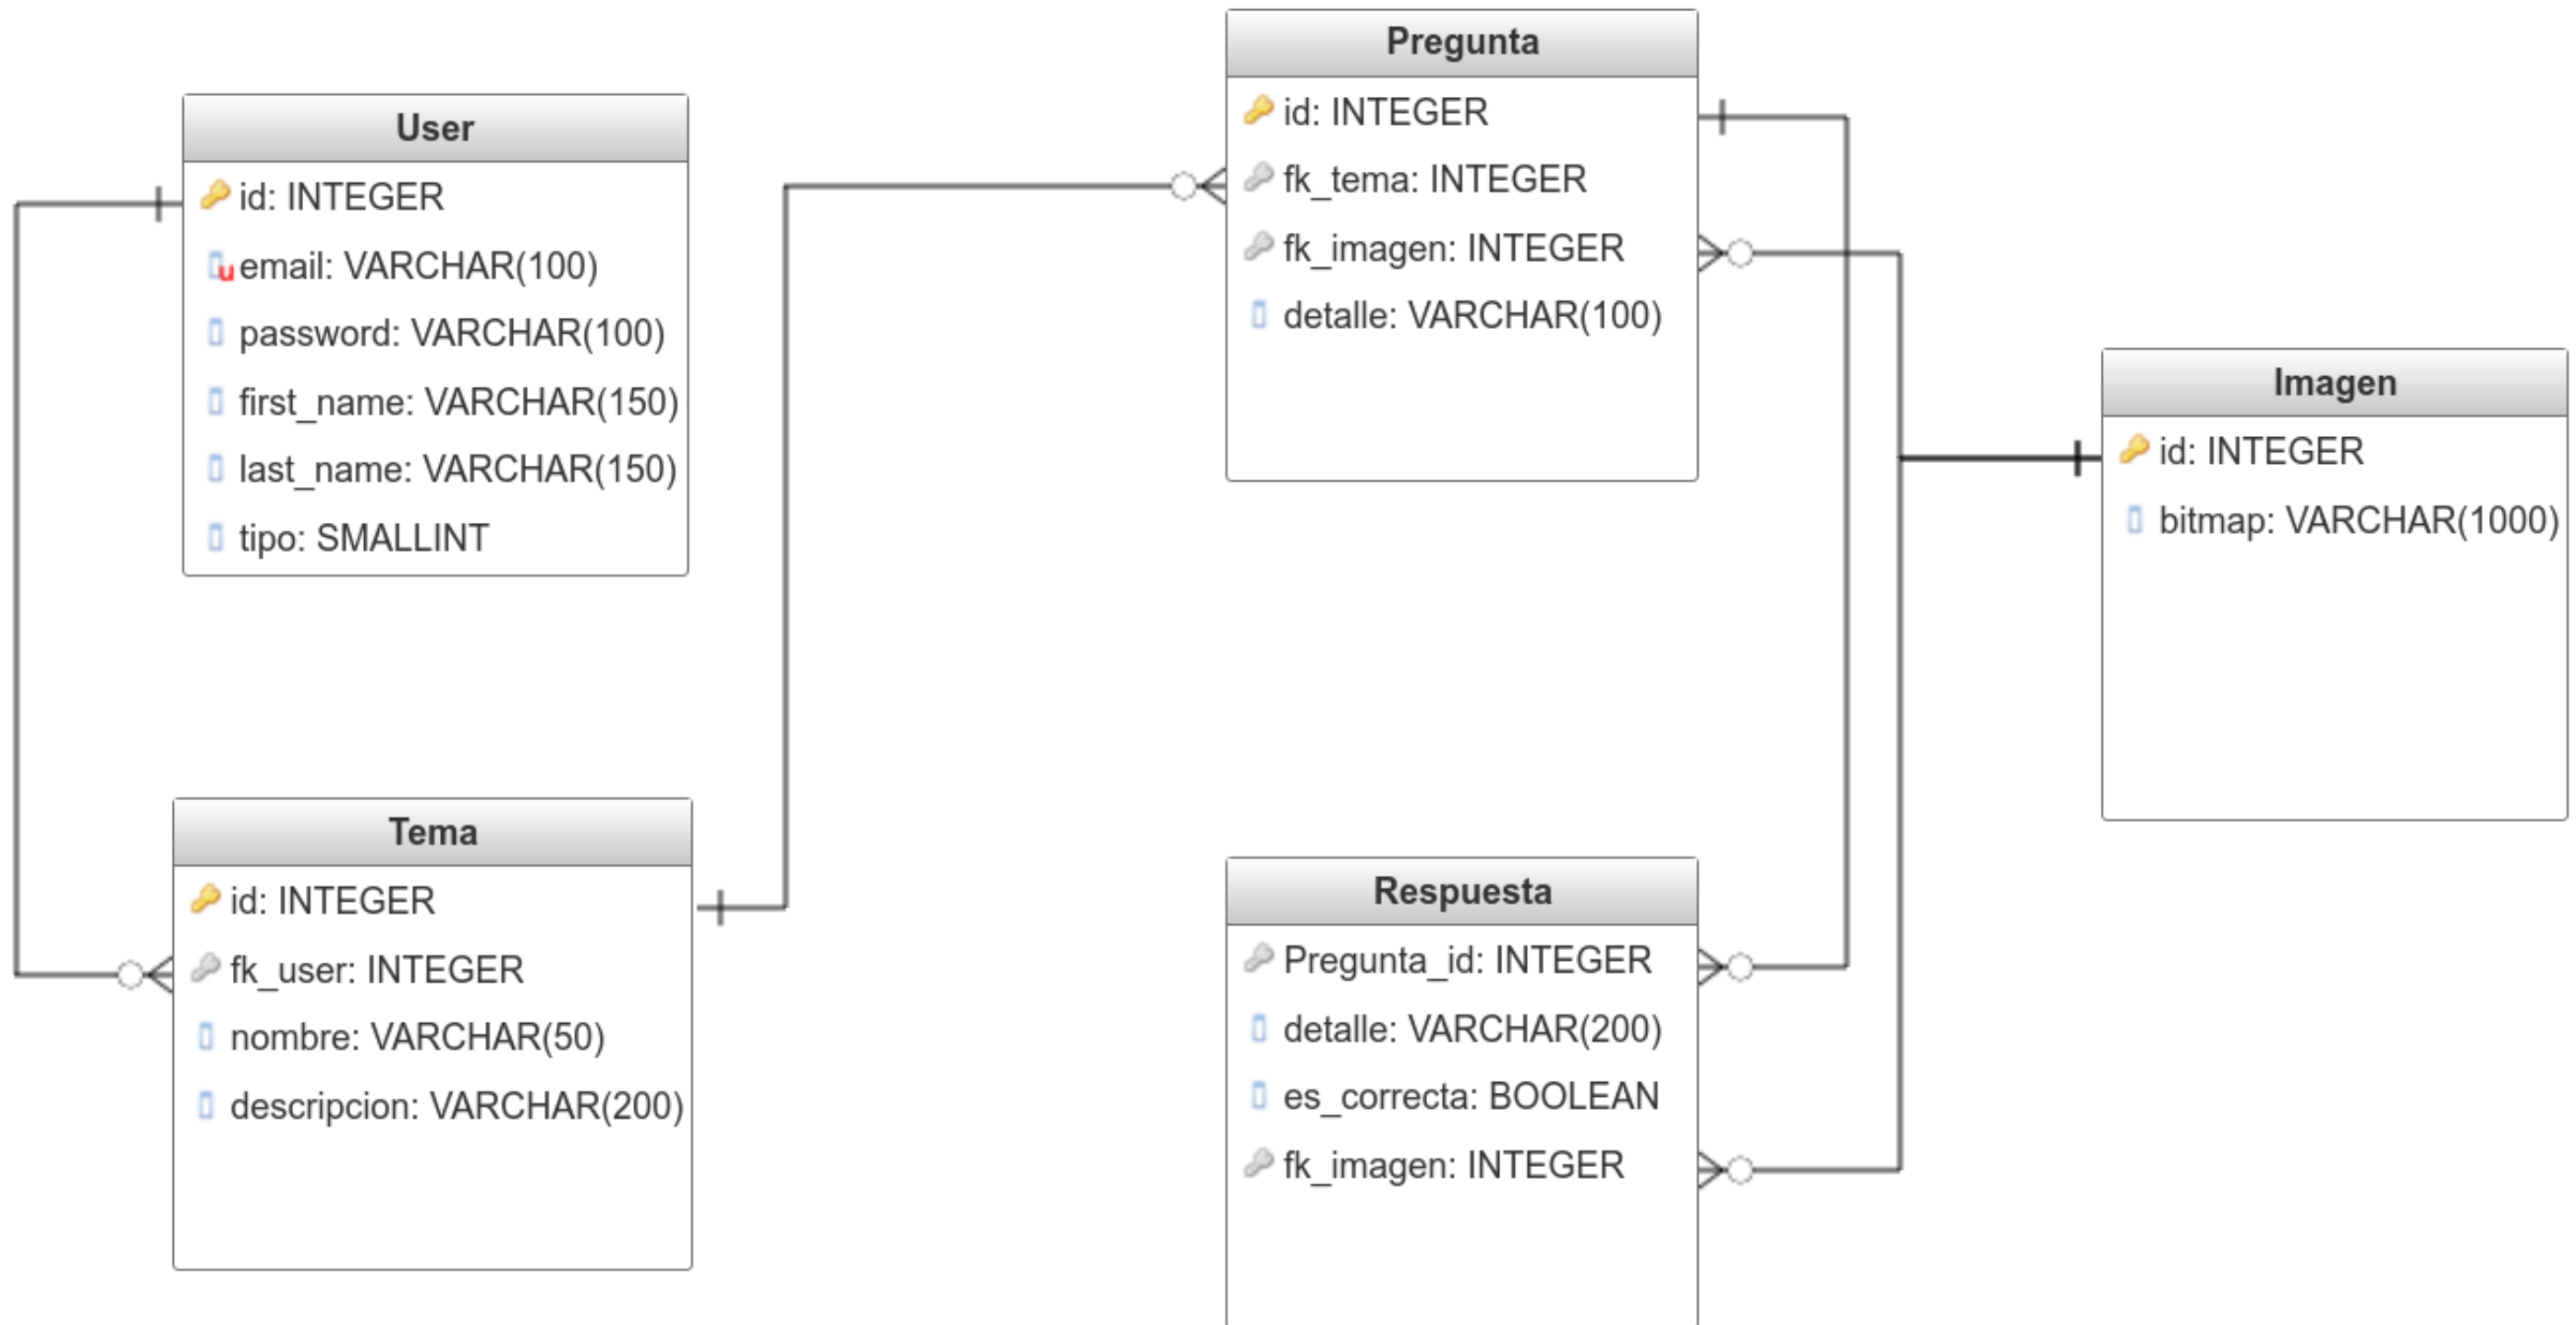 User
id: INTEGER
email: VARCHAR(100)
password: VARCHAR(100)
first_name: VARCHAR(150)
last_name: VARCHAR(150)
tipo: SMALLINT
Tema
id: INTEGER
fk_user: INTEGER
nombre: VARCHAR(50)
descripcion: VARCHAR(200)
Pregunta
id: INTEGER
fk_tema: INTEGER
fk_imagen: INTEGER
detalle: VARCHAR(100)
Respuesta
Pregunta_id: INTEGER
detalle: VARCHAR(200)
es_correcta: BOOLEAN
fk_imagen: INTEGER
Imagen
id: INTEGER
bitmap: VARCHAR(1000)